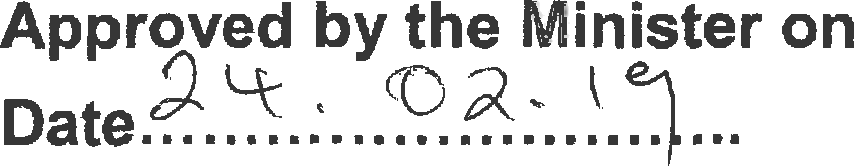 Approved by the Minister on
Date 24.02.19